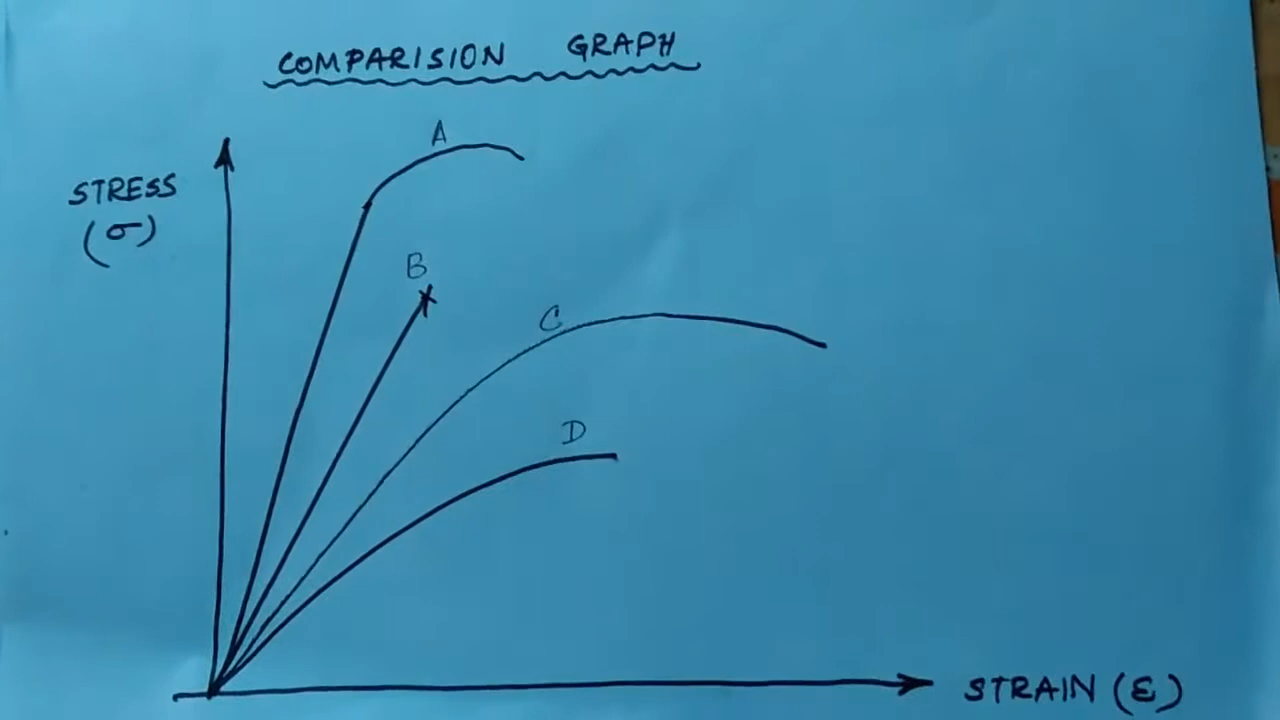 COMPARISION GRAPH
STRESS
(σ)
A
B
C
D
STRAIN (ε)